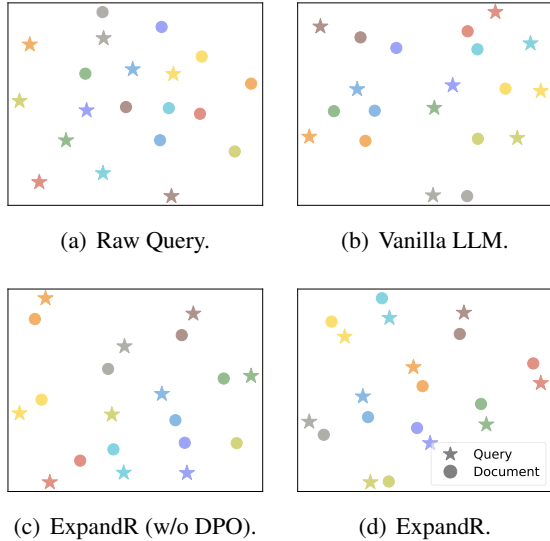 (a) Raw Query.
(b) Vanilla LLM.
Query
Document
(c) ExpandR (w/o DPO).
(d) ExpandR.